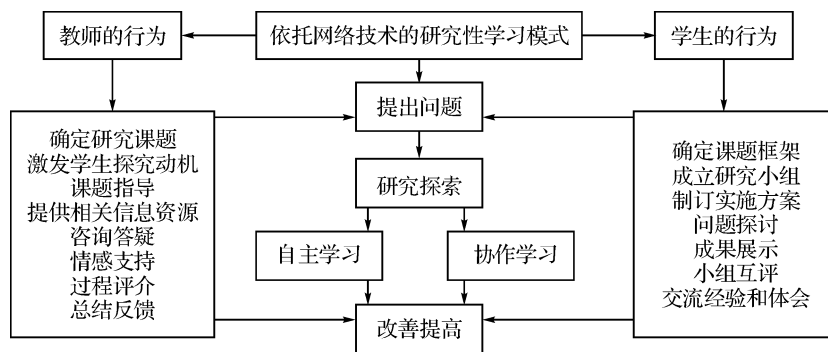 教师的行为
依托网络技术的研究性学习模式
学生的行为
提出问题
确定研究课题
激发学生探究动机
课题指导
提供相关信息资源
咨询答疑
情感支持
过程评介
总结反馈
研究探索
自主学习
协作学习
改善提高
确定课题框架
成立研究小组
制订实施方案
问题探讨
成果展示
小组互评
交流经验和体会